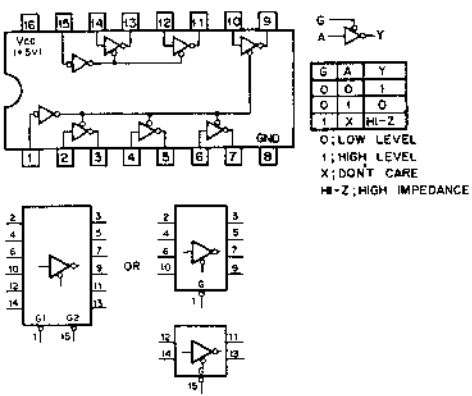 16 15 14 13 12 11 10 9
Vcc
(+5V)
GND
1 2 3 4 5 6 7 8
G
A Y
G A Y
0 0 1
0 1 0
1 X HI-Z
0;LOW LEVEL
1;HIGH LEVEL
X;DON'T CARE
HI-Z;HIGH IMPEDANCE
2 3
4 5
6 7
10 9
12 11
14 13
G1 G2
1 15
OR
2 3
4 5
6 7
10 9
G
1
12 11
14 13
G
15